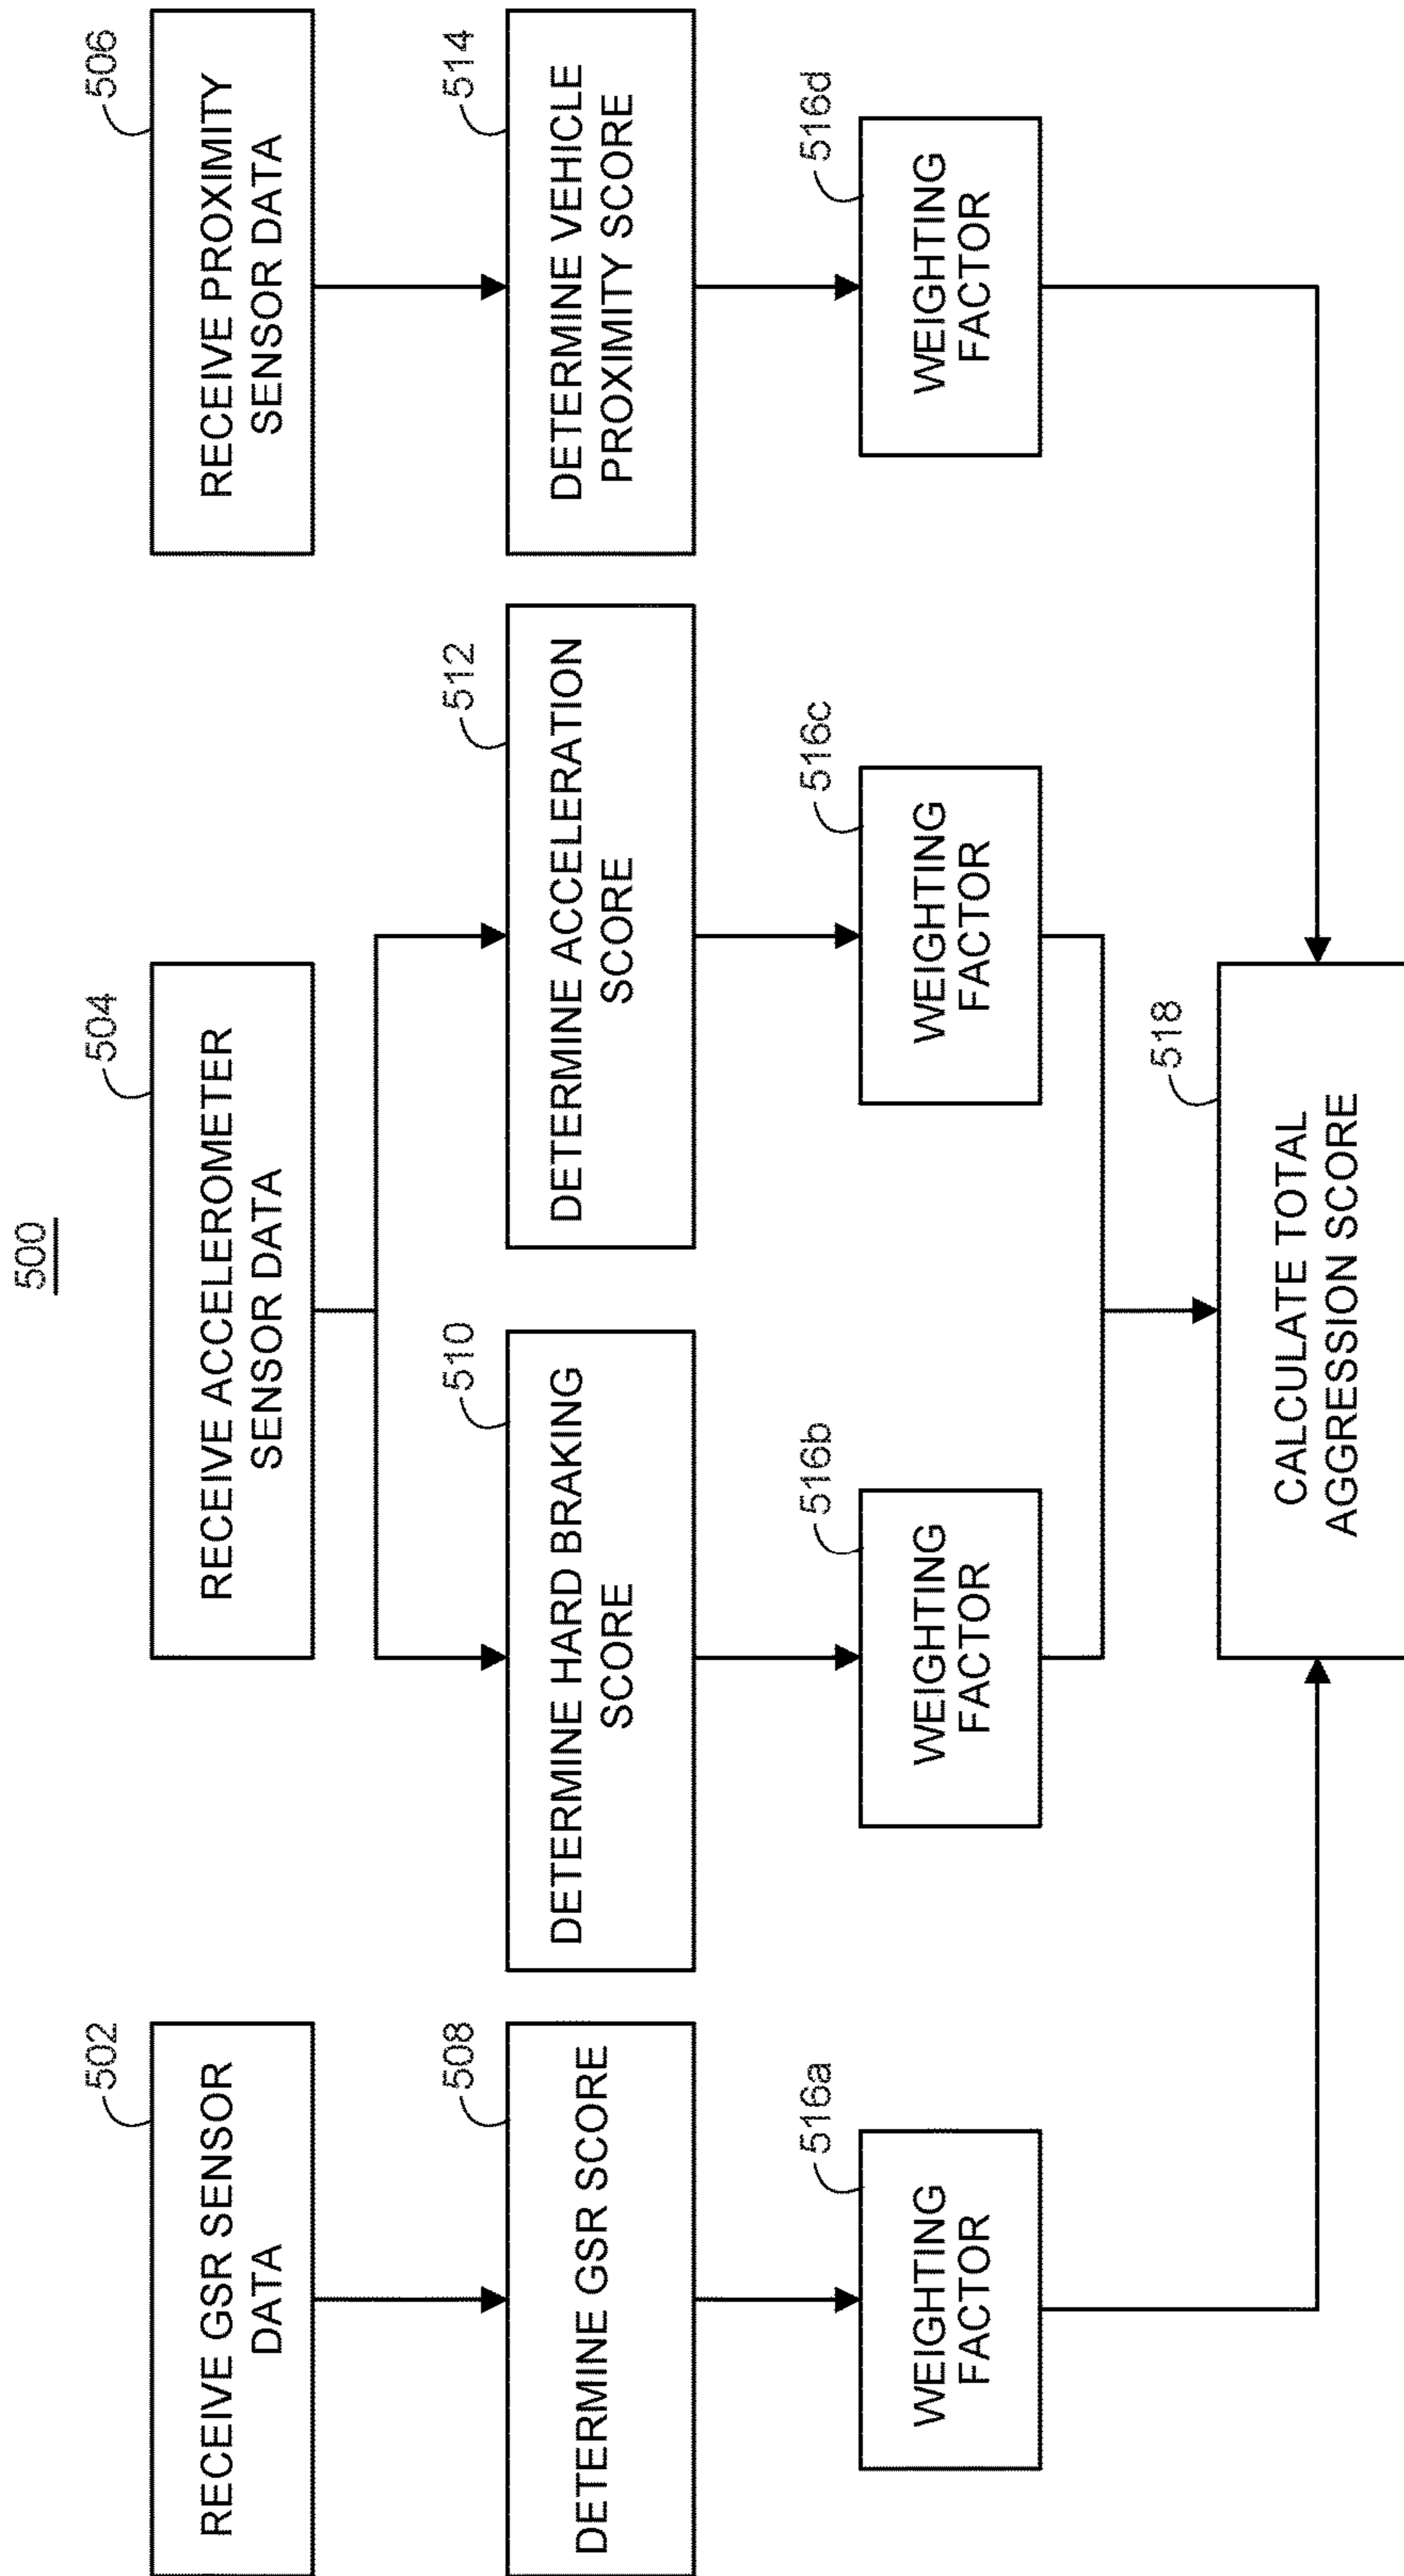 500
502
RECEIVE GSR SENSOR
DATA
504
RECEIVE ACCELEROMETER
SENSOR DATA
506
RECEIVE PROXIMITY
SENSOR DATA
508
DETERMINE GSR SCORE
510
DETERMINE HARD BRAKING
SCORE
512
DETERMINE ACCELERATION
SCORE
514
DETERMINE VEHICLE
PROXIMITY SCORE
516a
WEIGHTING
FACTOR
516b
WEIGHTING
FACTOR
516c
WEIGHTING
FACTOR
516d
WEIGHTING
FACTOR
518
CALCULATE TOTAL
AGGRESSION SCORE